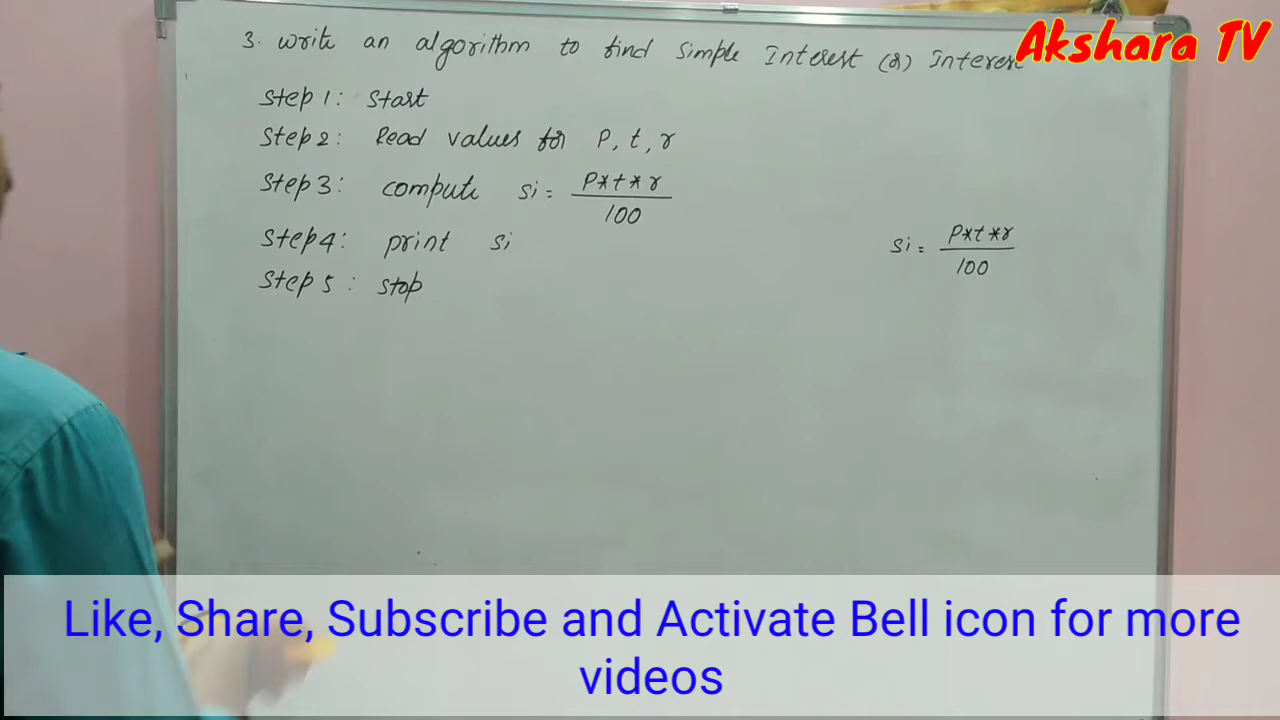 3. write an algorithm to find simple Interest (or) Interest
Akshara TV
Step 1: Start
Step 2: Read values for P, t, r
Step 3: compute si = P*t*r / 100
Step 4: print si
si = P*t*r / 100
Step 5: stop
Like, Share, Subscribe and Activate Bell icon for more
videos